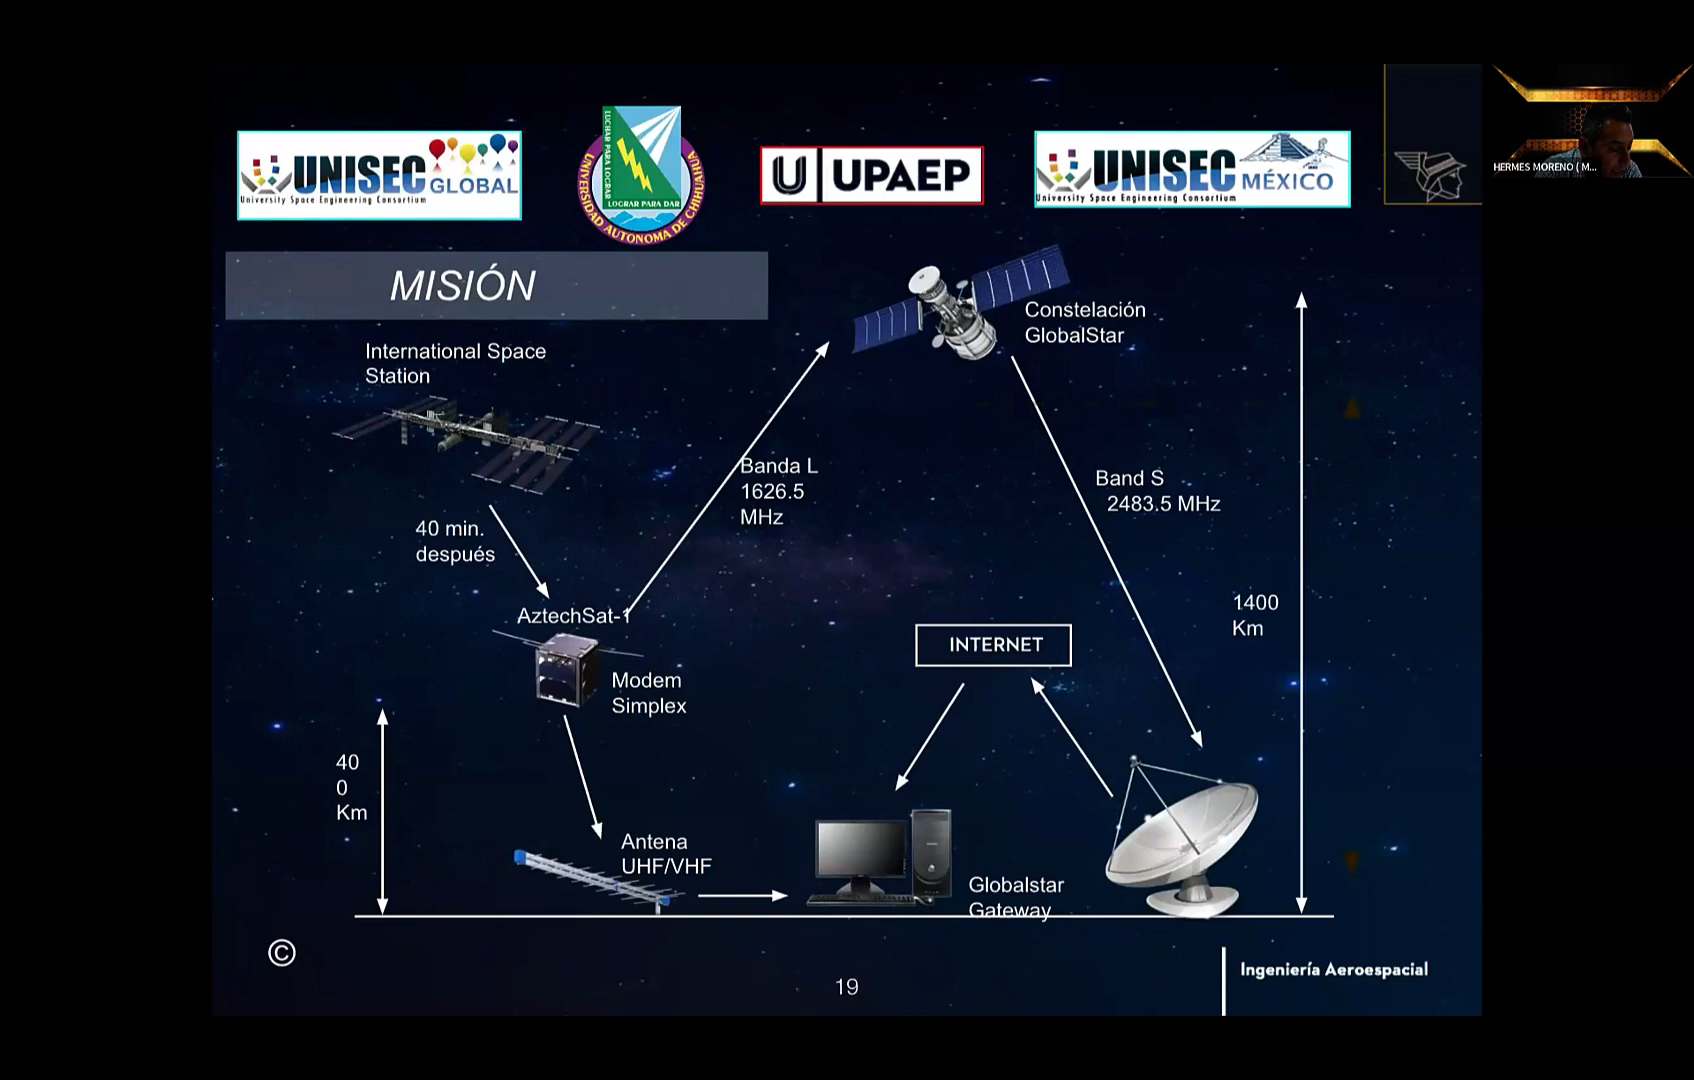 UNISEC GLOBAL
University Space Engineering Consortium
LUCHAR PARA LOGRAR
LOGRAR PARA DAR
UNIVERSIDAD AUTONOMA DE CHIHUAHUA
U UPAEP
UNISEC MÉXICO
University Space Engineering Consortium
HERMES MORENO ( M...
MISIÓN
Constelación
GlobalStar
International Space
Station
Banda L
1626.5
MHz
Band S
2483.5 MHz
40 min.
después
AztechSat-1
1400
Km
INTERNET
Modem
Simplex
40
0
Km
Antena
UHF/VHF
Globalstar
Gateway
©
19
Ingeniería Aeroespacial